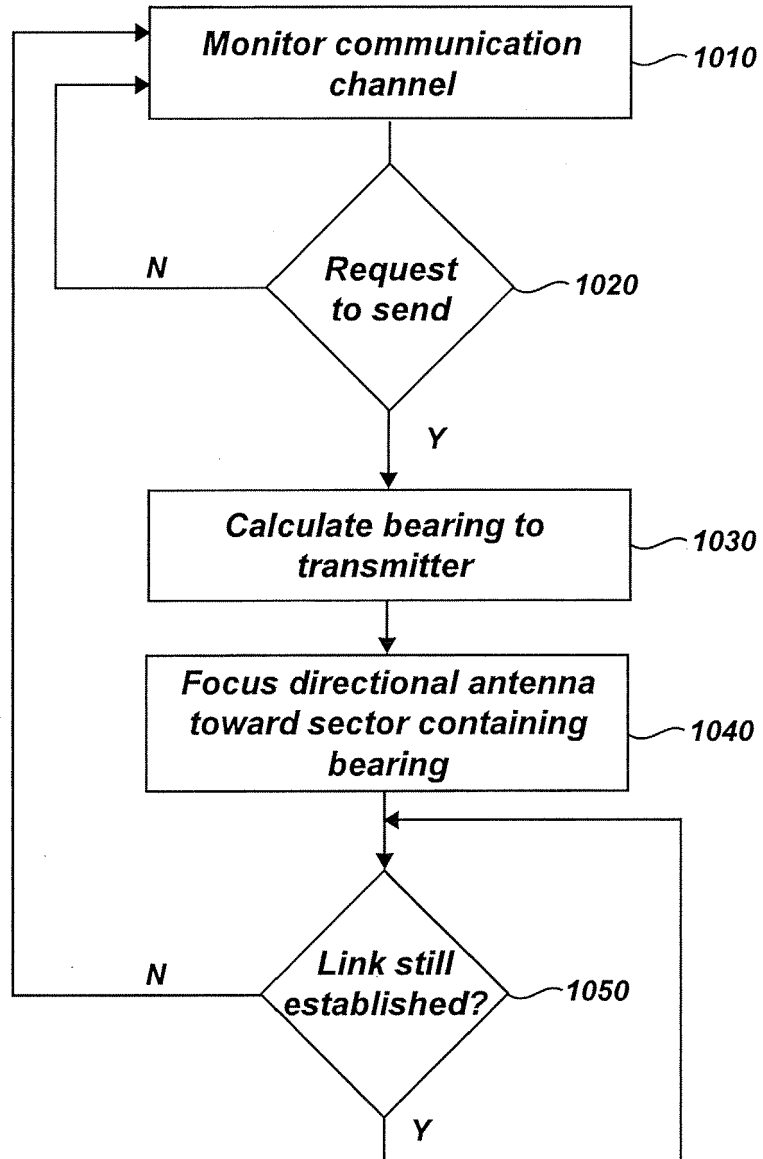 Monitor communication
channel
1010
Request
to send
1020
N
Y
Calculate bearing to
transmitter
1030
Focus directional antenna
toward sector containing
bearing
1040
Link still
established?
1050
N
Y